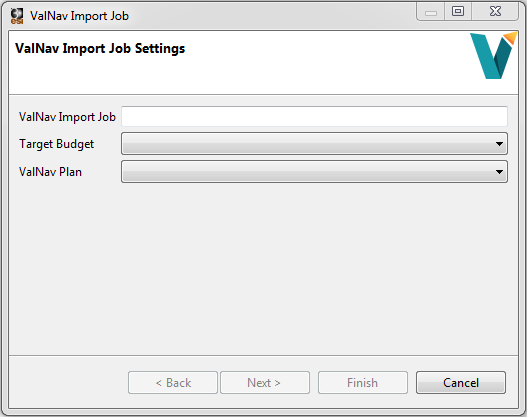 ValNav Import Job
ValNav Import Job Settings
ValNav Import Job
Target Budget
ValNav Plan
< Back Next > Finish Cancel